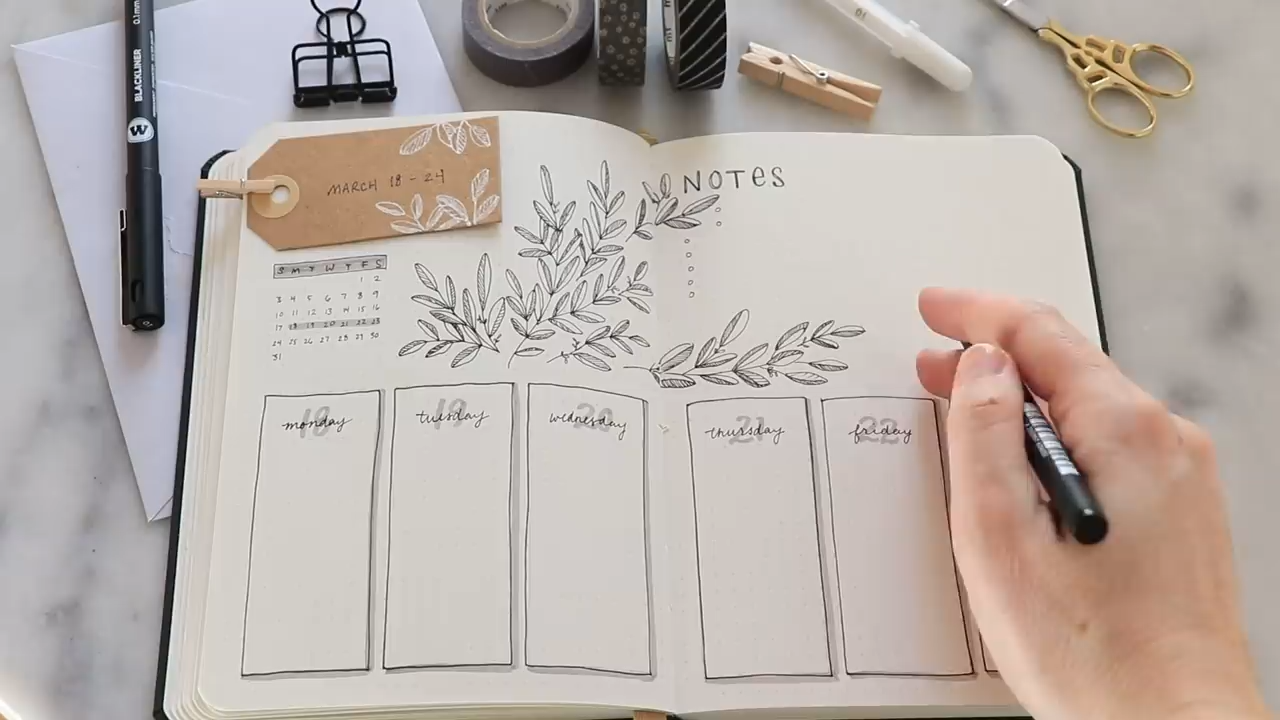 0.1mm
BLACKLINER
W
MARCH 18 - 24
NOTES
S M T W T F S
1 2
3 4 5 6 7 8 9
10 11 12 13 14 15 16
17 18 19 20 21 22 23
24 25 26 27 28 29 30
31
18 monday
19 tuesday
20 wednesday
21 thursday
22 friday